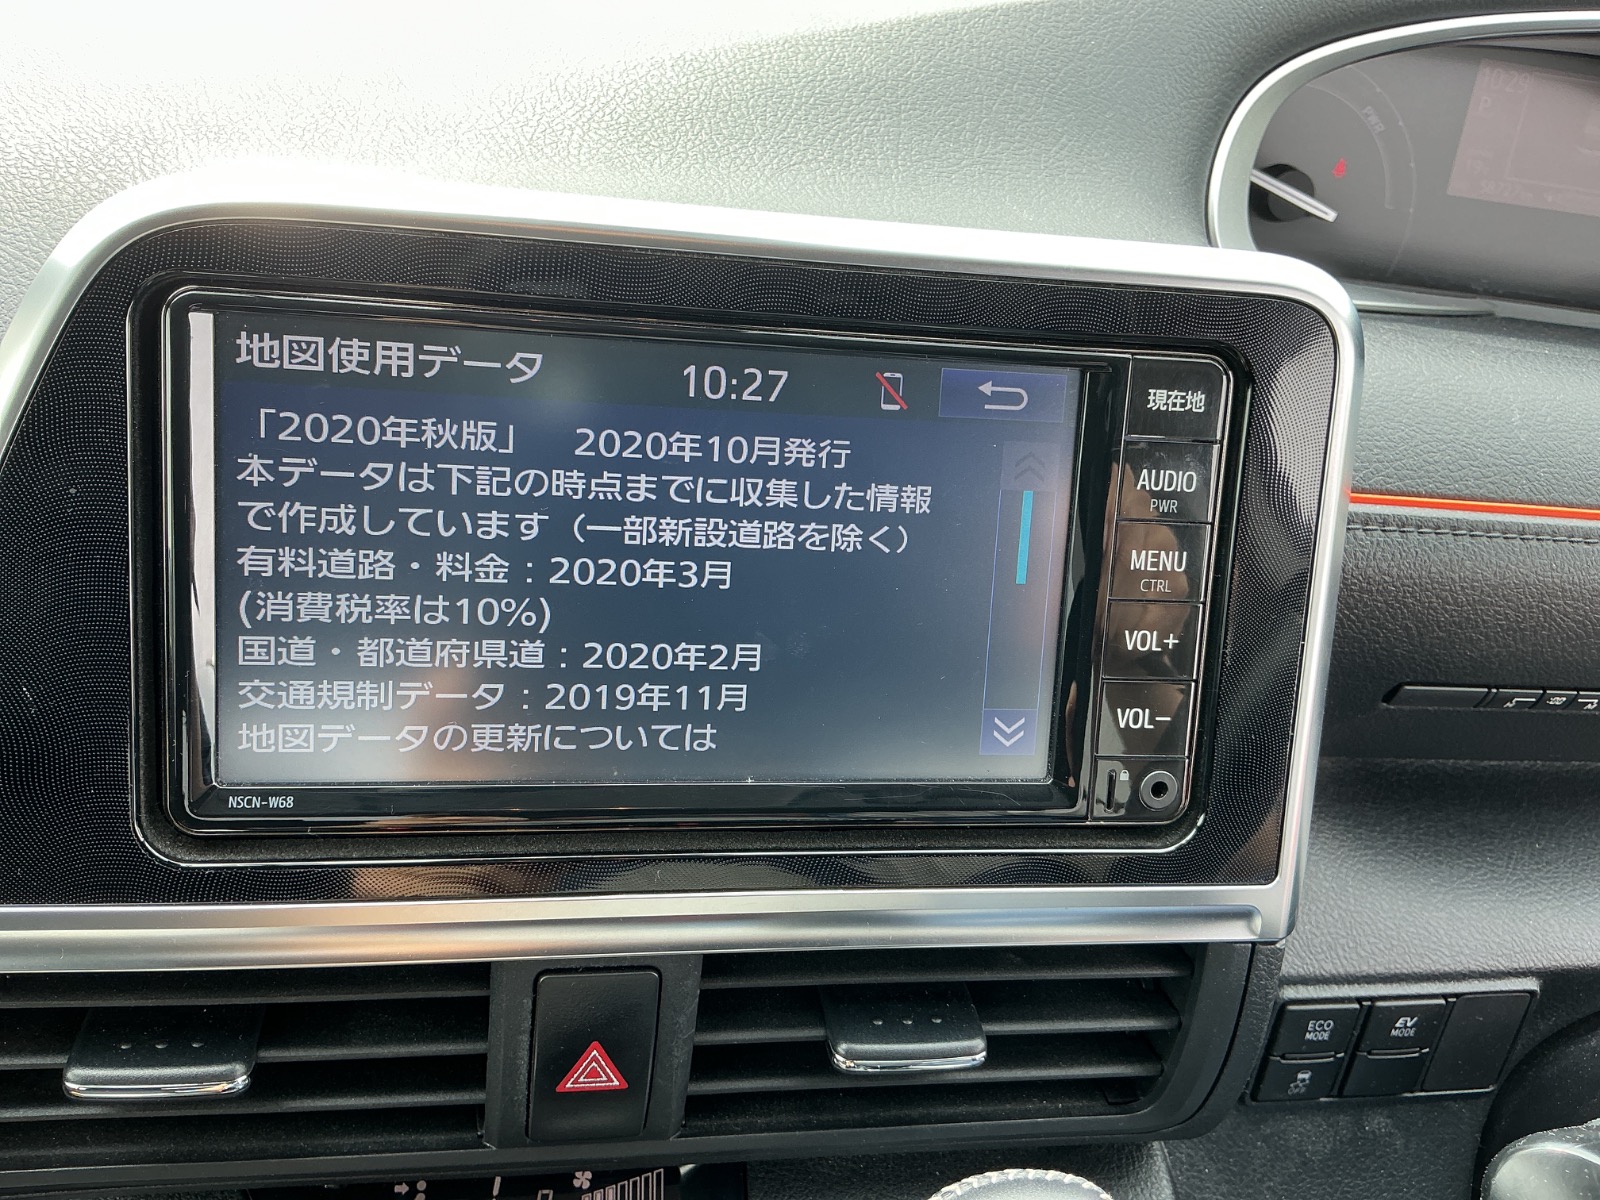 地図使用データ 10:27
「2020年秋版」 2020年10月発行
本データは下記の時点までに収集した情報
で作成しています（一部新設道路を除く）
有料道路・料金：2020年3月
(消費税率は10%)
国道・都道府県道：2020年2月
交通規制データ：2019年11月
地図データの更新については
NSCN-W68
現在地
AUDIO
PWR
MENU
CTRL
VOL+
VOL-
PWR
10:29
P
ECO
MODE
EV
MODE
OFF